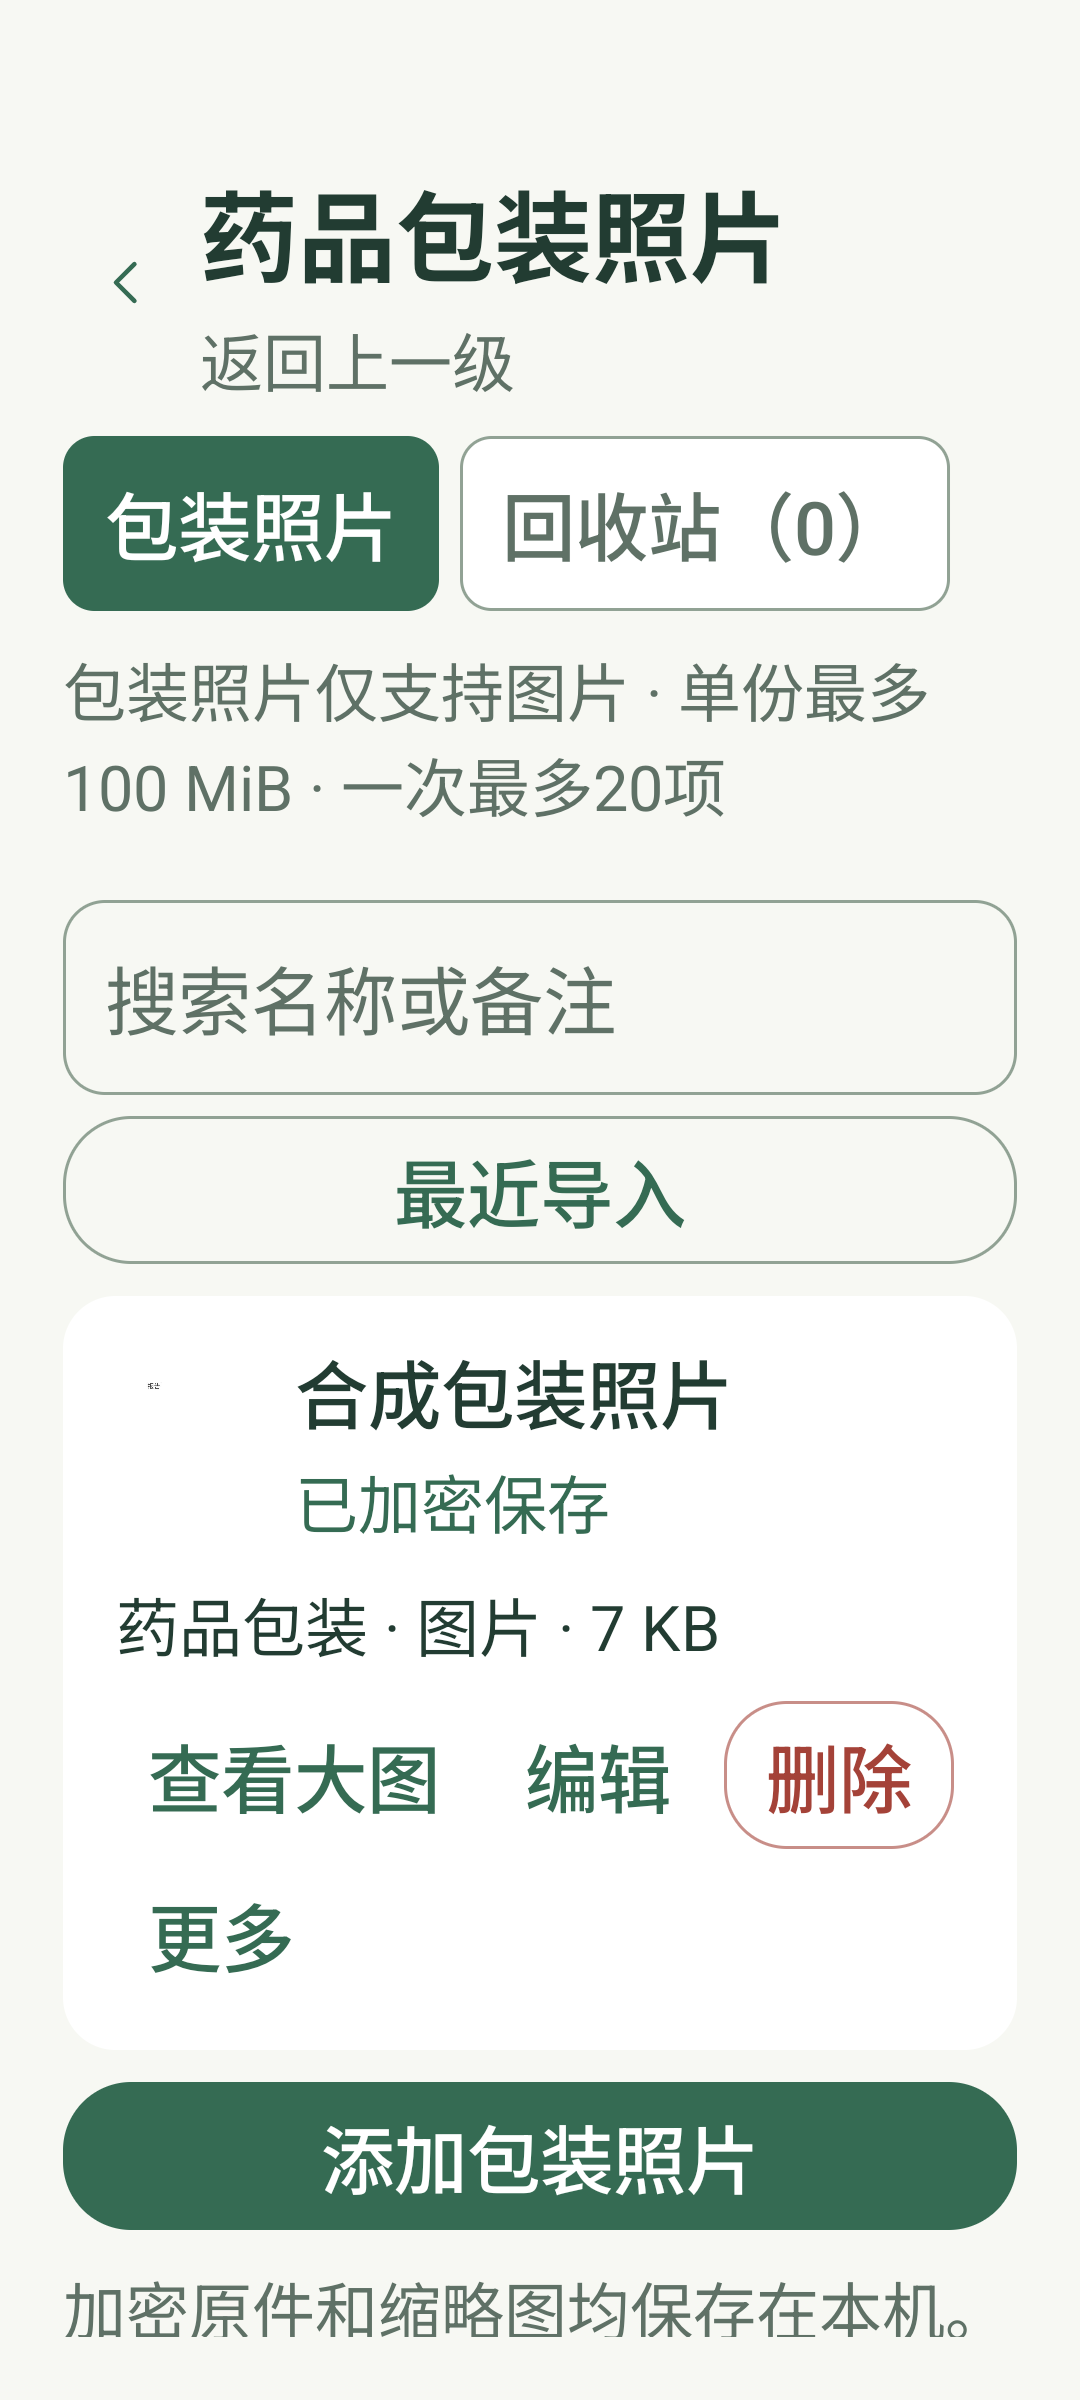 药品包装照片
返回上一级
包装照片
回收站（0）
包装照片仅支持图片 · 单份最多
100 MiB · 一次最多20项
搜索名称或备注
最近导入
合成包装照片
已加密保存
药品包装 · 图片 · 7 KB
查看大图
编辑
删除
更多
添加包装照片
加密原件和缩略图均保存在本机。